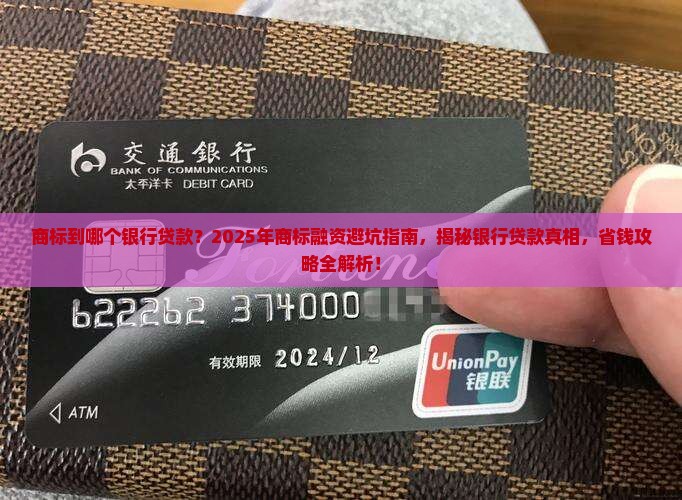 交通銀行
BANK OF COMMUNICATIONS
太平洋卡 DEBIT CARD
商标到哪个银行贷款？2025年商标融资避坑指南，揭秘银行贷款真相，省钱攻
略全解析！
Fortune
622262 374000
有效期限 2024/12
UnionPay
银联
ATM